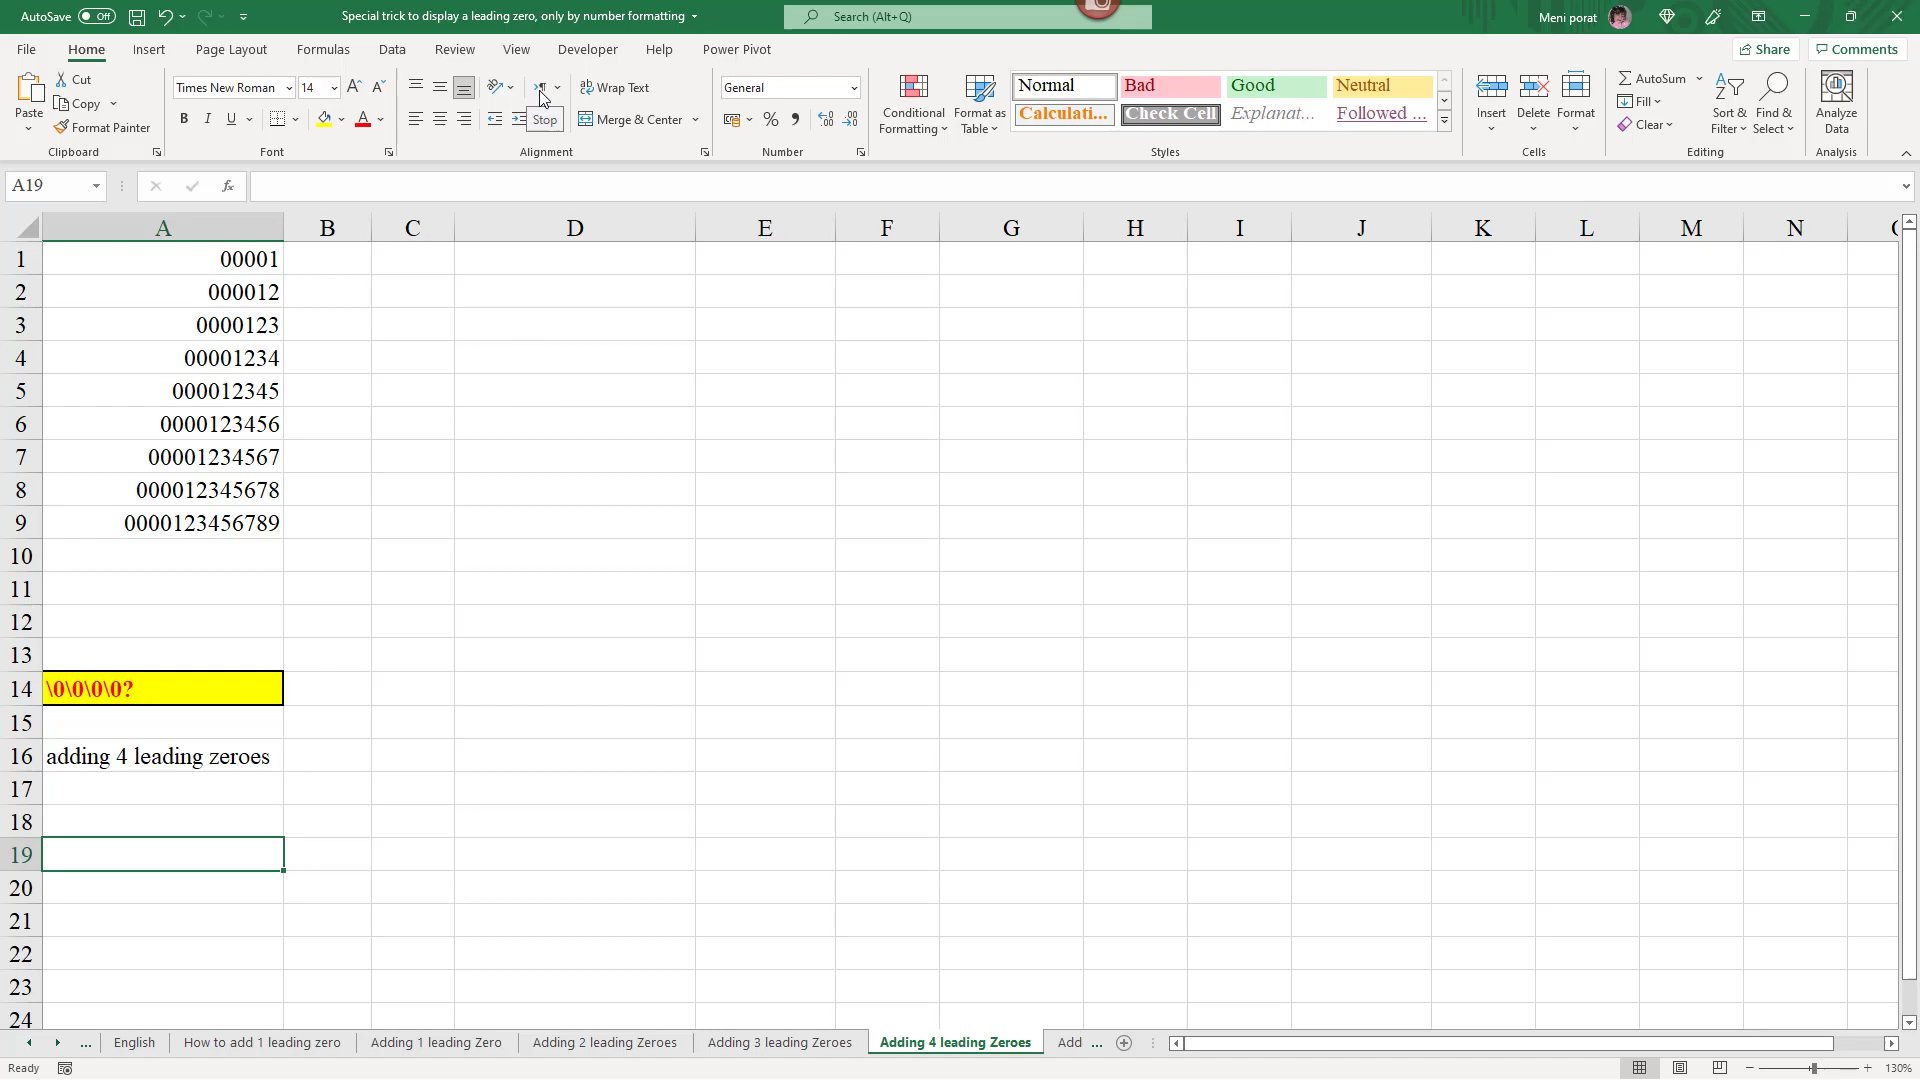 AutoSave Off Special trick to display a leading zero, only by number formatting Search (Alt+Q) Meni porat
File Home Insert Page Layout Formulas Data Review View Developer Help Power Pivot Share Comments
Paste
Cut
Copy
Format Painter
Clipboard
Times New Roman 14
B I U
Font
Wrap Text
Stop
Merge & Center
Alignment
General
Number
Conditional Formatting
Format as Table
Normal Bad Good Neutral
Calculati... Check Cell Explanat... Followed ...
Styles
Insert Delete Format
Cells
AutoSum
Fill
Clear
Sort & Filter
Find & Select
Editing
Analyze Data
Analysis
A19 fx
A B C D E F G H I J K L M N
1 00001
2 000012
3 0000123
4 00001234
5 000012345
6 0000123456
7 00001234567
8 000012345678
9 0000123456789
10
11
12
13
14 \0\0\0\0?
15
16 adding 4 leading zeroes
17
18
19
20
21
22
23
24
... English How to add 1 leading zero Adding 1 leading Zero Adding 2 leading Zeroes Adding 3 leading Zeroes Adding 4 leading Zeroes Add ...
Ready 130%